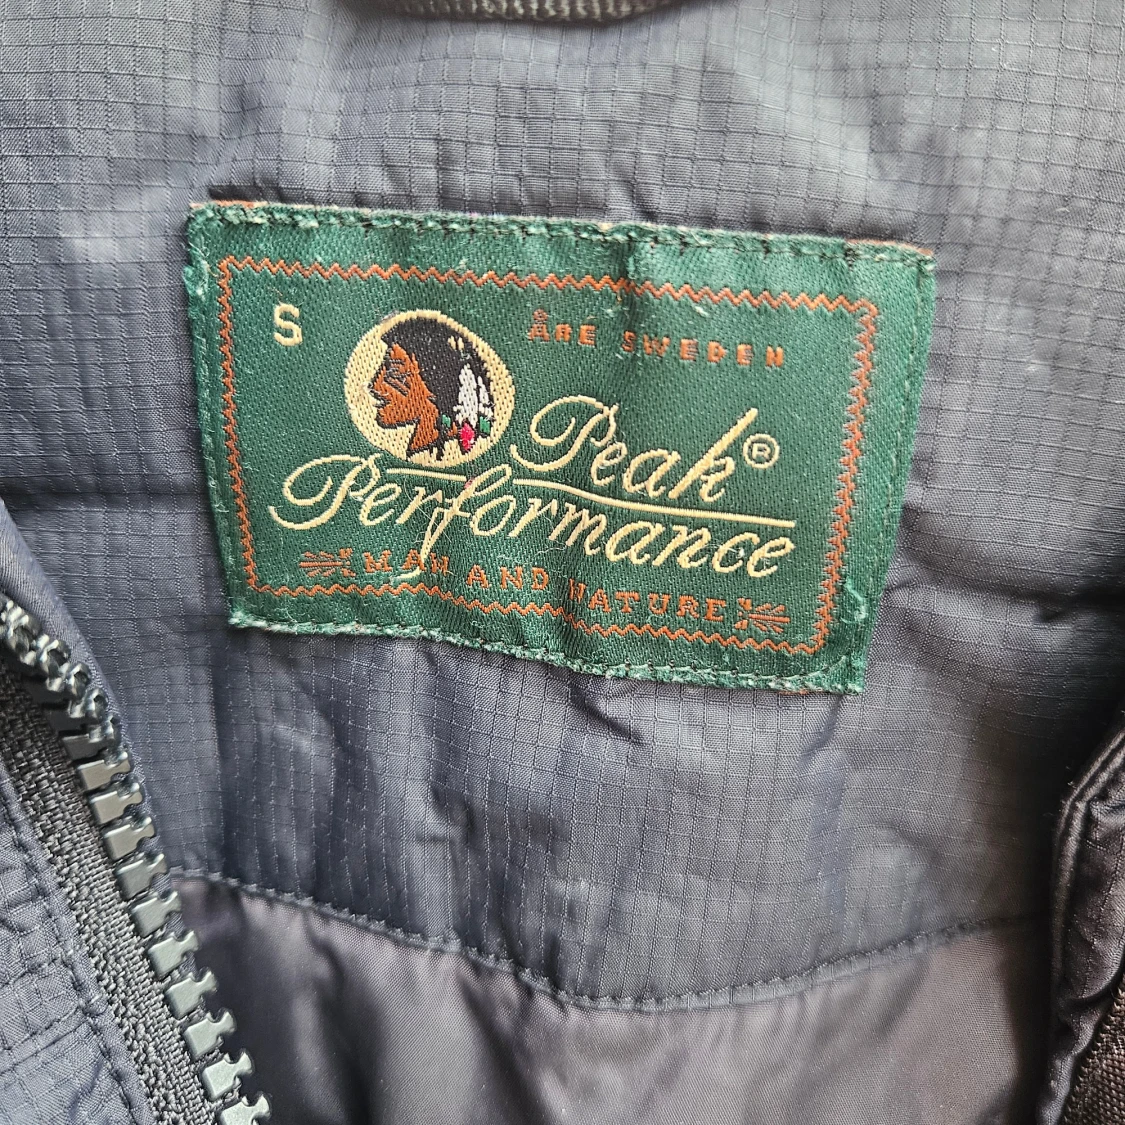 S
ÅRE SWEDEN
Peak®
Performance
MAN AND NATURE